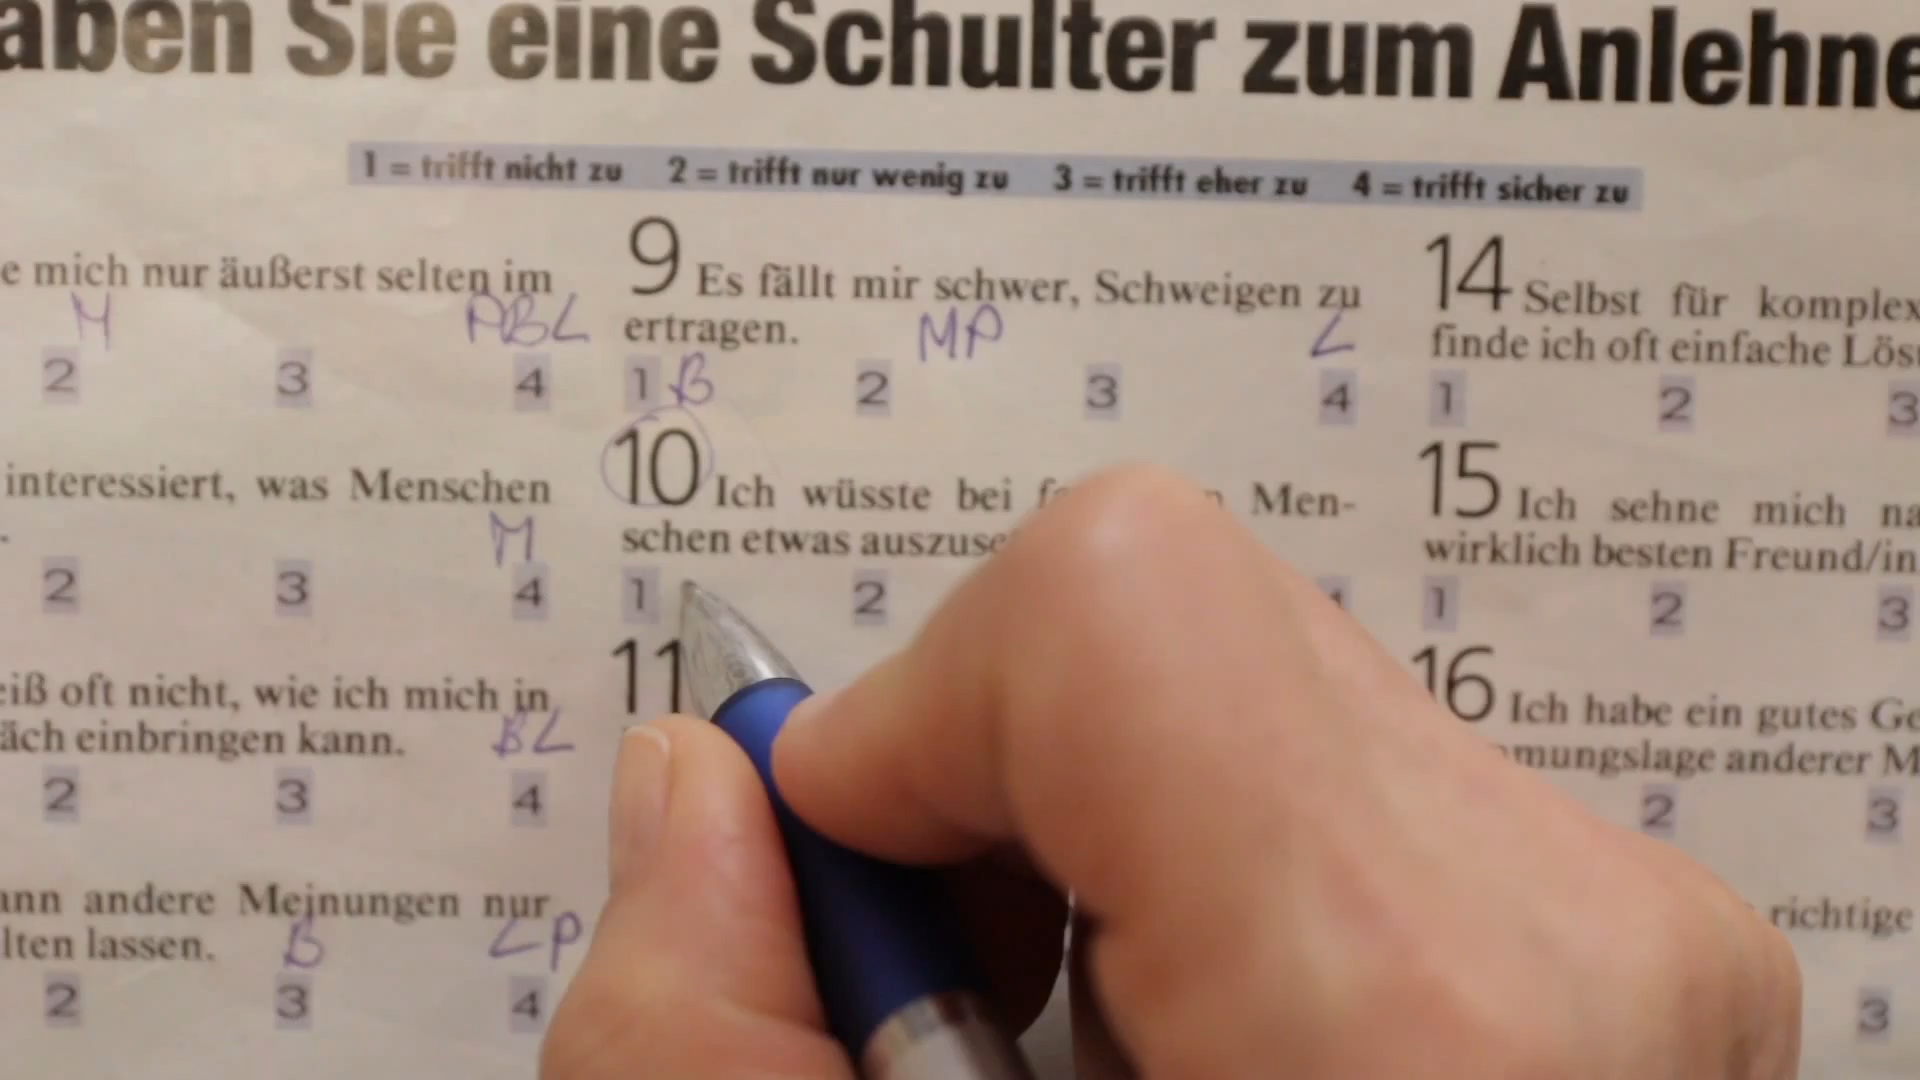 aben Sie eine Schulter zum Anlehne
1 = trifft nicht zu 2 = trifft nur wenig zu 3 = trifft eher zu 4 = trifft sicher zu
e mich nur äußerst selten im
M PBL
2 3 4
interessiert, was Menschen
M
2 3 4
eiß oft nicht, wie ich mich in
äch einbringen kann. BL
2 3 4
ann andere Meinungen nur
lten lassen. B LP
2 3 4
9 Es fällt mir schwer, Schweigen zu
ertragen. MP L
1 B 2 3 4
10 Ich wüsste bei Men-
schen etwas auszuse
1 2
11
14 Selbst für komplex
finde ich oft einfache Lösu
1 2 3
15 Ich sehne mich na
wirklich besten Freund/in
1 2 3
16 Ich habe ein gutes Ge
mungslage anderer M
2 3
richtige
3